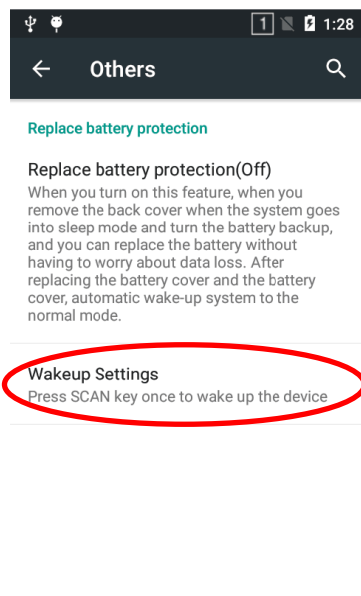 1 1:28
Others
Replace battery protection
Replace battery protection(Off)
When you turn on this feature, when you
remove the back cover when the system goes
into sleep mode and turn the battery backup,
and you can replace the battery without
having to worry about data loss. After
replacing the battery cover and the battery
cover, automatic wake-up system to the
normal mode.
Wakeup Settings
Press SCAN key once to wake up the device